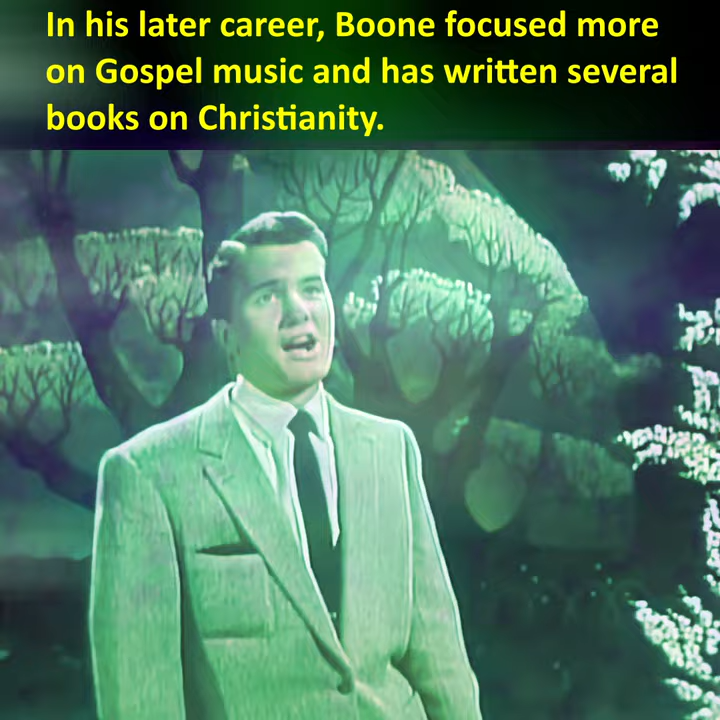 In his later career, Boone focused more
on Gospel music and has written several
books on Christianity.